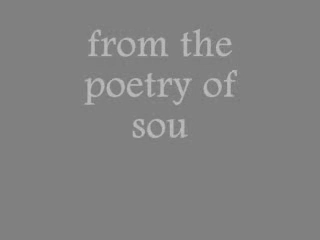 from the
poetry of
sou